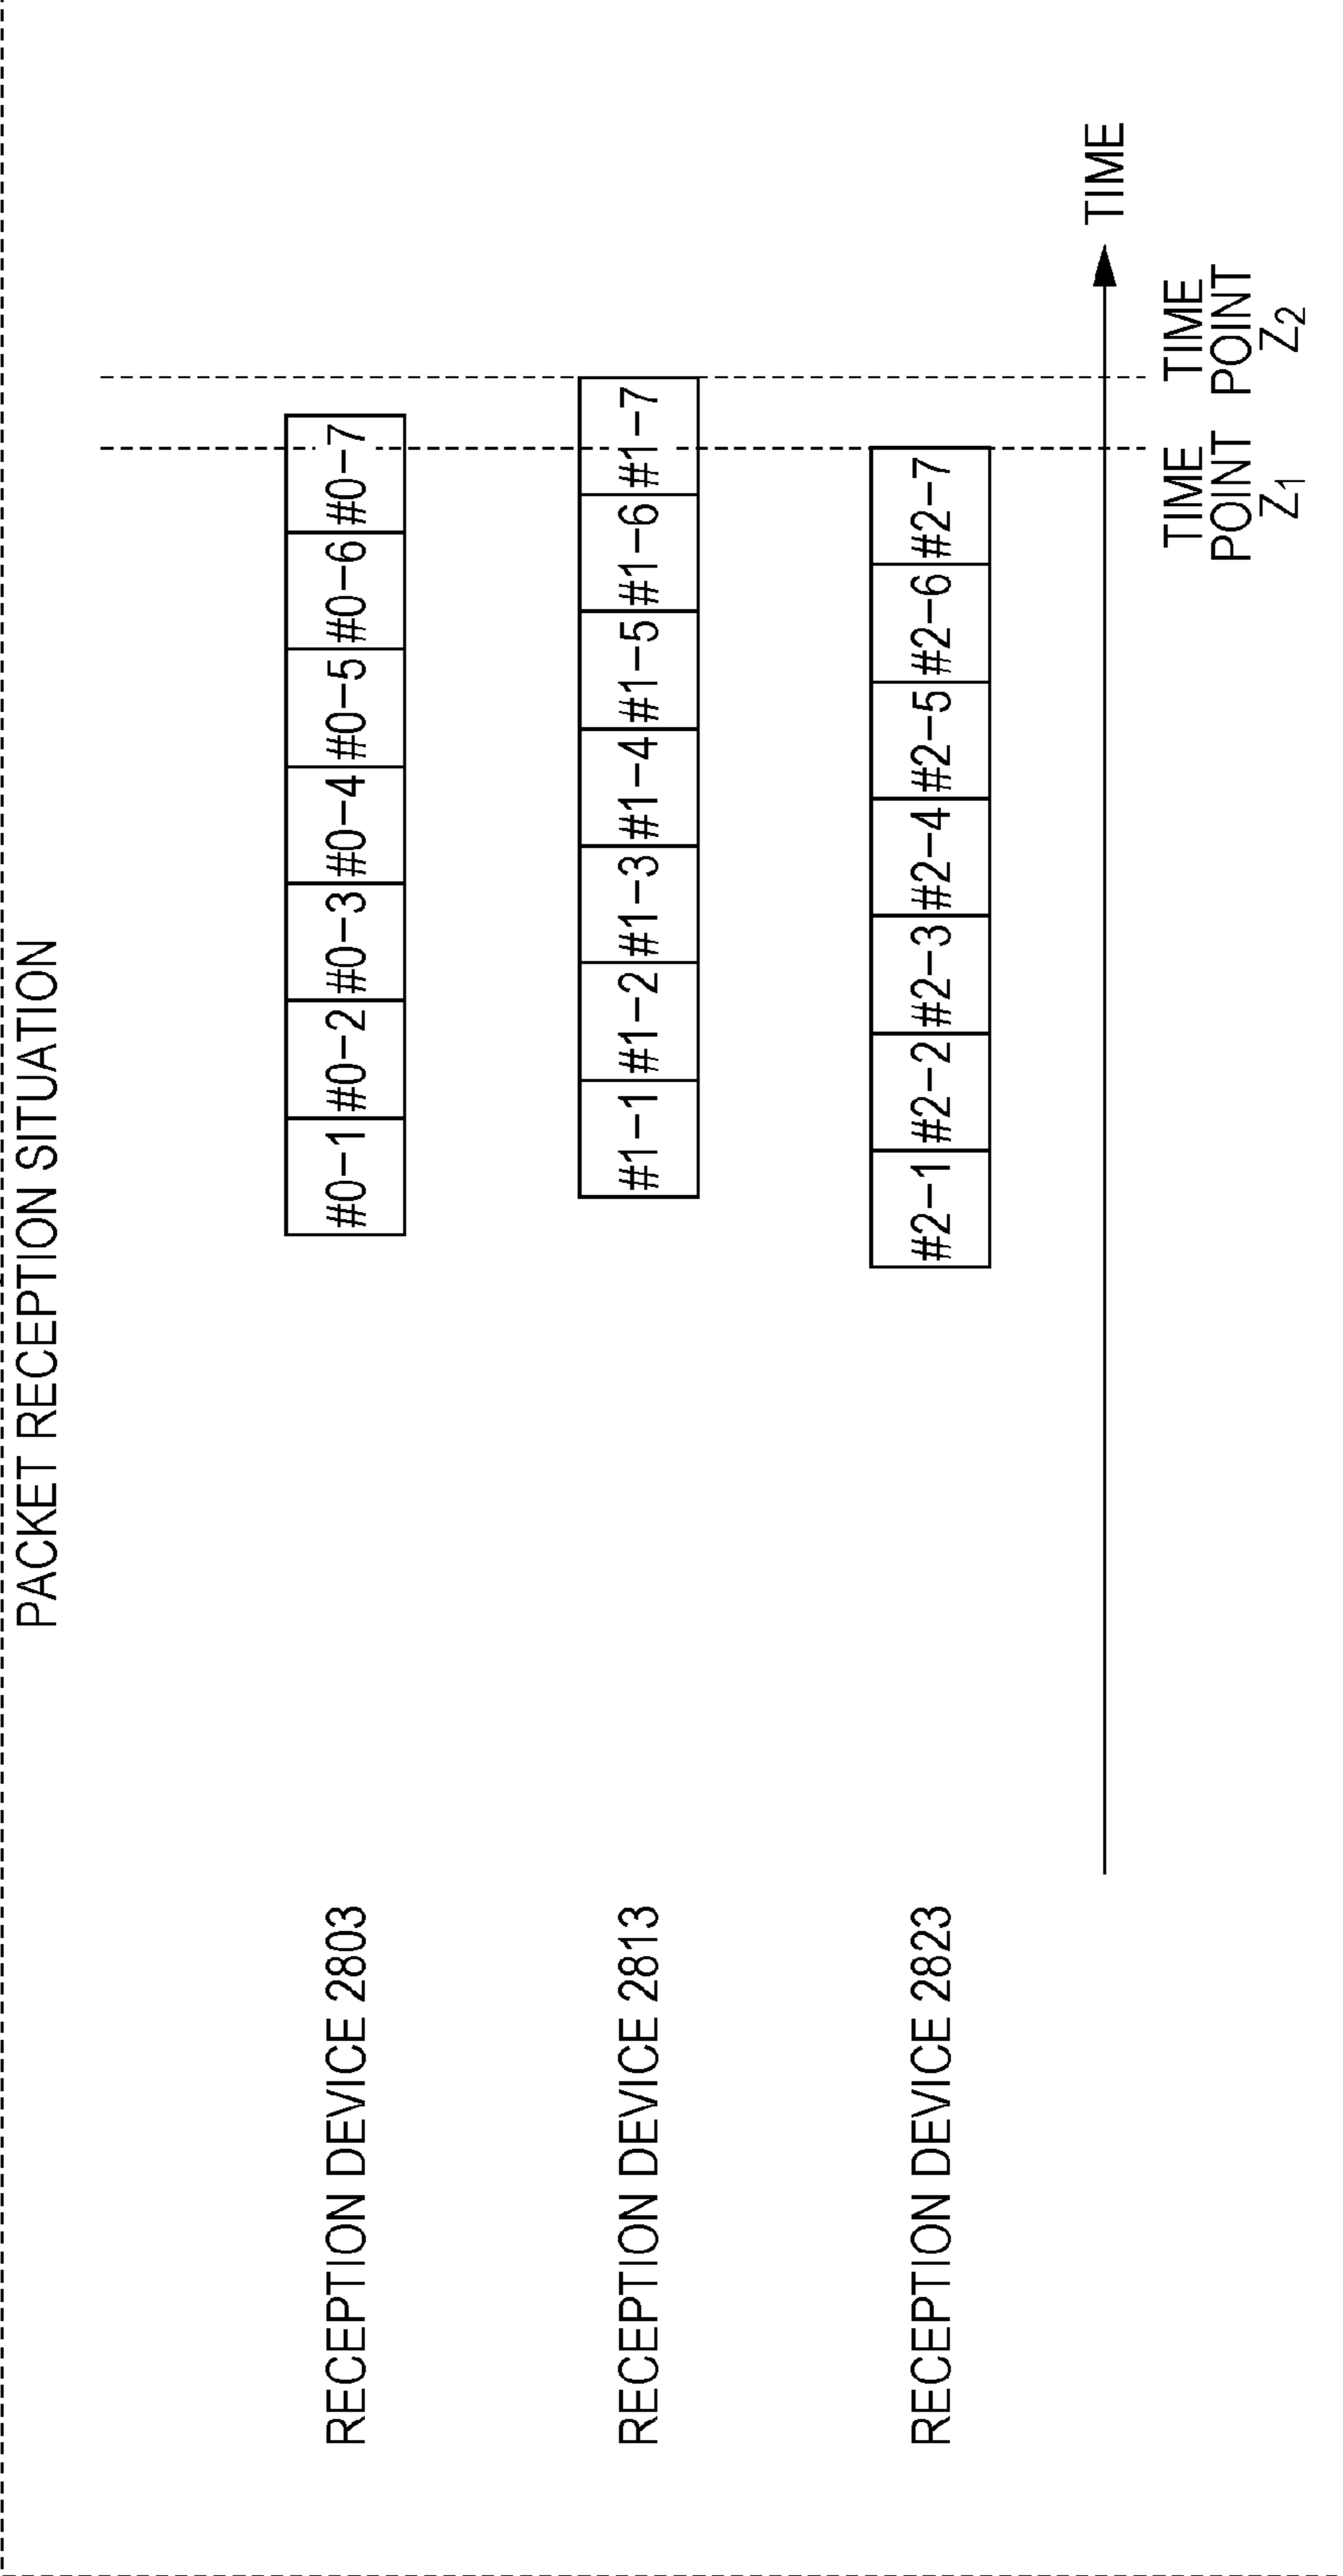 PACKET RECEPTION SITUATION
RECEPTION DEVICE 2803
#0-1 #0-2 #0-3 #0-4 #0-5 #0-6 #0-7
RECEPTION DEVICE 2813
#1-1 #1-2 #1-3 #1-4 #1-5 #1-6 #1-7
RECEPTION DEVICE 2823
#2-1 #2-2 #2-3 #2-4 #2-5 #2-6 #2-7
TIME
TIME
POINT
Z1
TIME
POINT
Z2